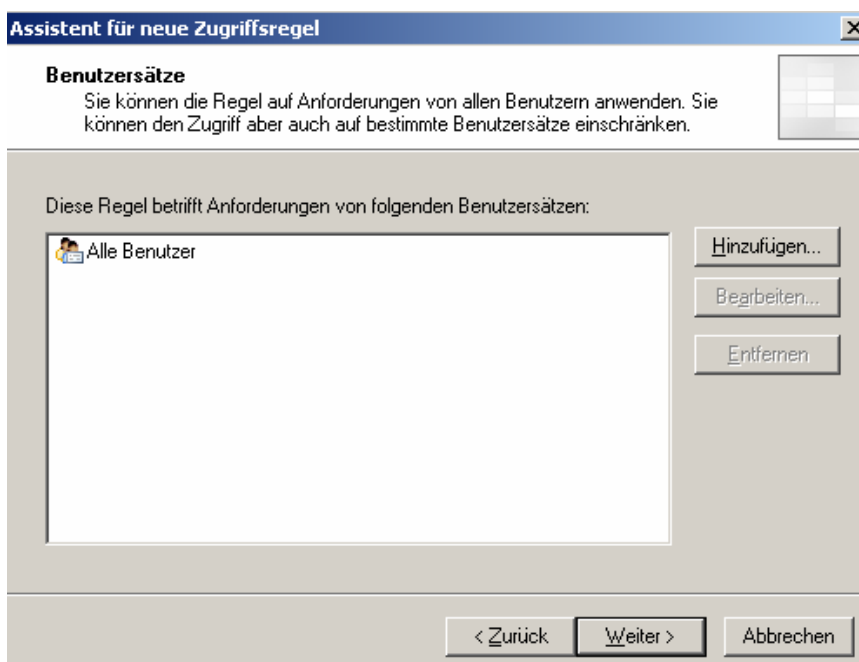 Assistent für neue Zugriffsregel
Benutzersätze
Sie können die Regel auf Anforderungen von allen Benutzern anwenden. Sie
können den Zugriff aber auch auf bestimmte Benutzersätze einschränken.
Diese Regel betrifft Anforderungen von folgenden Benutzersätzen:
Alle Benutzer
Hinzufügen...
Bearbeiten...
Entfernen
< Zurück
Weiter >
Abbrechen